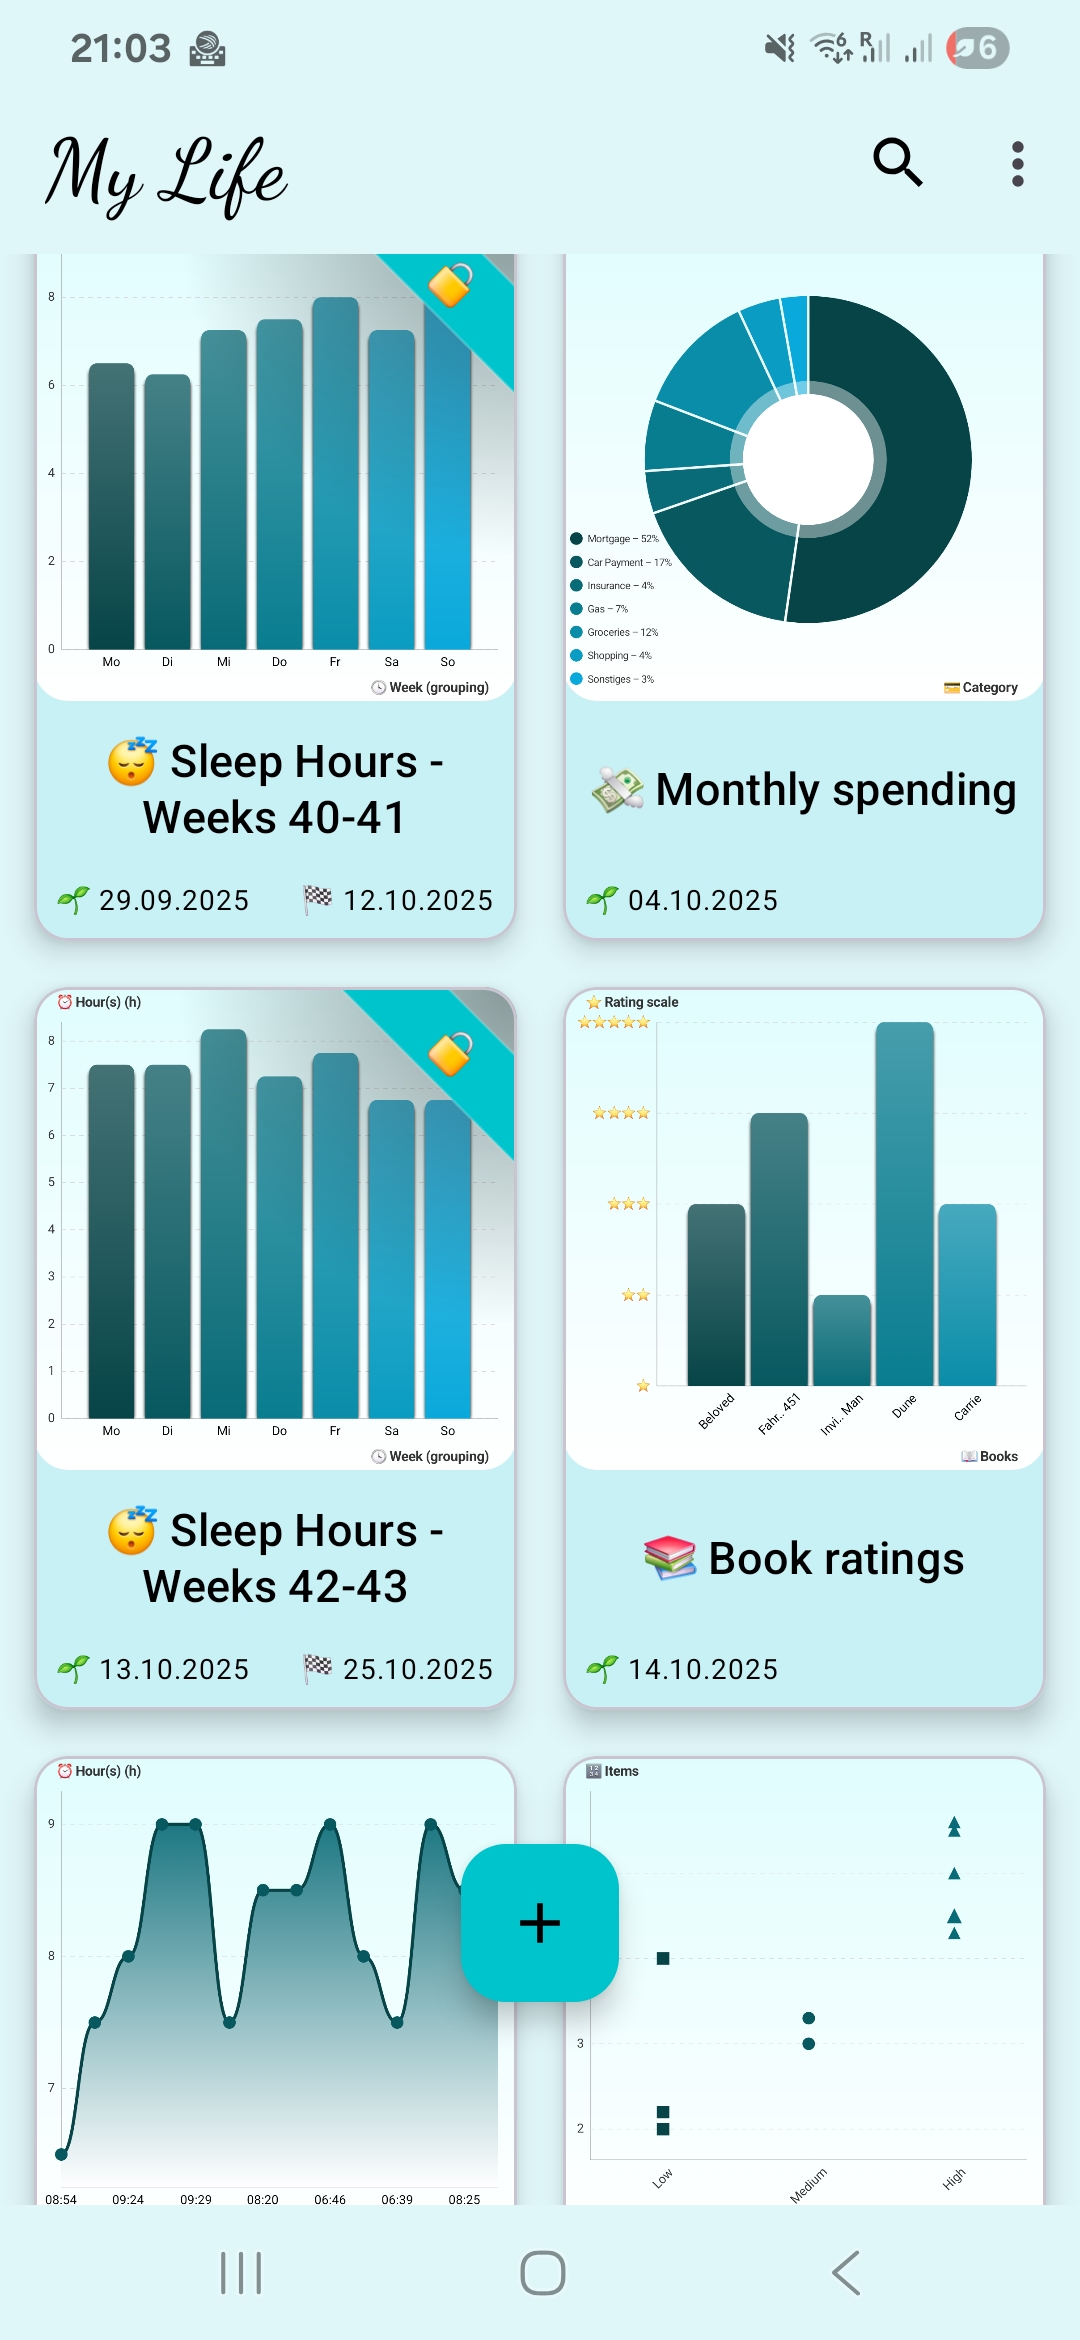 21:03
R
6
6
My Life
8
6
4
2
0
Mo Di Mi Do Fr Sa So
Week (grouping)
Sleep Hours -
Weeks 40-41
29.09.2025 12.10.2025
Mortgage – 52%
Car Payment – 17%
Insurance – 4%
Gas – 7%
Groceries – 12%
Shopping – 4%
Sonstiges – 3%
Category
Monthly spending
04.10.2025
Hour(s) (h)
8
7
6
5
4
3
2
1
0
Mo Di Mi Do Fr Sa So
Week (grouping)
Sleep Hours -
Weeks 42-43
13.10.2025 25.10.2025
Rating scale
Beloved Fahr.. 451 Invi.. Man Dune Carrie
Books
Book ratings
14.10.2025
Hour(s) (h)
9
8
7
08:54 09:24 09:29 08:20 06:46 06:39 08:25
Items
3
2
Low Medium High